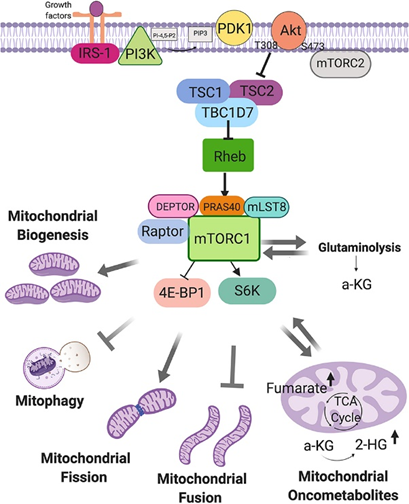 Growth
factors
IRS-1
PI3K
PI-4,5-P2
PIP3
PDK1
Akt
T308
S473
mTORC2
TSC1
TSC2
TBC1D7
Rheb
DEPTOR
PRAS40
mLST8
Raptor
mTORC1
4E-BP1
S6K
Glutaminolysis
a-KG
Mitochondrial
Biogenesis
Mitophagy
Mitochondrial
Fission
Mitochondrial
Fusion
Fumarate
TCA
Cycle
a-KG
2-HG
Mitochondrial
Oncometabolites